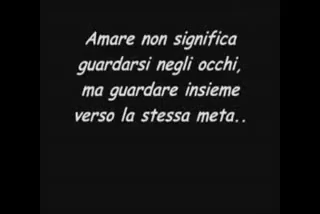 Amare non significa
guardarsi negli occhi,
ma guardare insieme
verso la stessa meta..